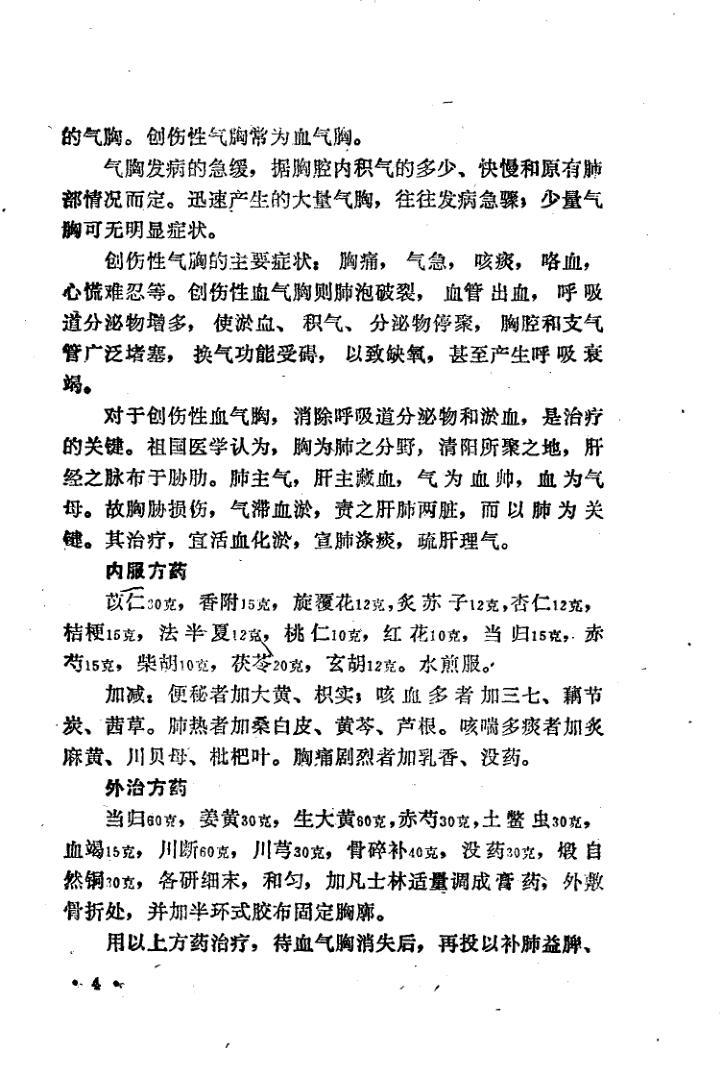 的气胸。创伤性气胸常为血气胸。
气胸发病的急缓，据胸腔内积气的多少、快慢和原有肺
部情况而定。迅速产生的大量气胸，往往发病急骤；少量气
胸可无明显症状。
创伤性气胸的主要症状：胸痛，气急，咳痰，咯血，
心慌难忍等。创伤性血气胸则肺泡破裂，血管出血，呼吸
道分泌物增多，使淤血、积气、分泌物停聚，胸腔和支气
管广泛堵塞，换气功能受碍，以致缺氧，甚至产生呼吸衰
竭。
对于创伤性血气胸，消除呼吸道分泌物和淤血，是治疗
的关键。祖国医学认为，胸为肺之分野，清阳所聚之地，肝
经之脉布于胁肋。肺主气，肝主藏血，气为血帅，血为气
母。故胸胁损伤，气滞血淤，责之肝肺两脏，而以肺为关
键。其治疗，宜活血化淤，宣肺涤痰，疏肝理气。
内服方药
苡仁30克，香附15克，旋覆花12克，炙苏子12克，杏仁12克，
桔梗15克，法半夏12克，桃仁10克，红花10克，当归15克，赤
芍15克，柴胡10克，茯苓20克，玄胡12克。水煎服。
加减：便秘者加大黄、枳实；咳血多者加三七、藕节
炭、茜草。肺热者加桑白皮、黄芩、芦根。咳喘多痰者加炙
麻黄、川贝母、枇杷叶。胸痛剧烈者加乳香、没药。
外治方药
当归60克，姜黄30克，生大黄60克，赤芍30克，土鳖虫30克，
血竭15克，川断60克，川芎30克，骨碎补40克，没药30克，煅自
然铜30克，各研细末，和匀，加凡士林适量调成膏药，外敷
骨折处，并加半环式胶布固定胸廓。
用以上方药治疗，待血气胸消失后，再投以补肺益脾、
• 4 •